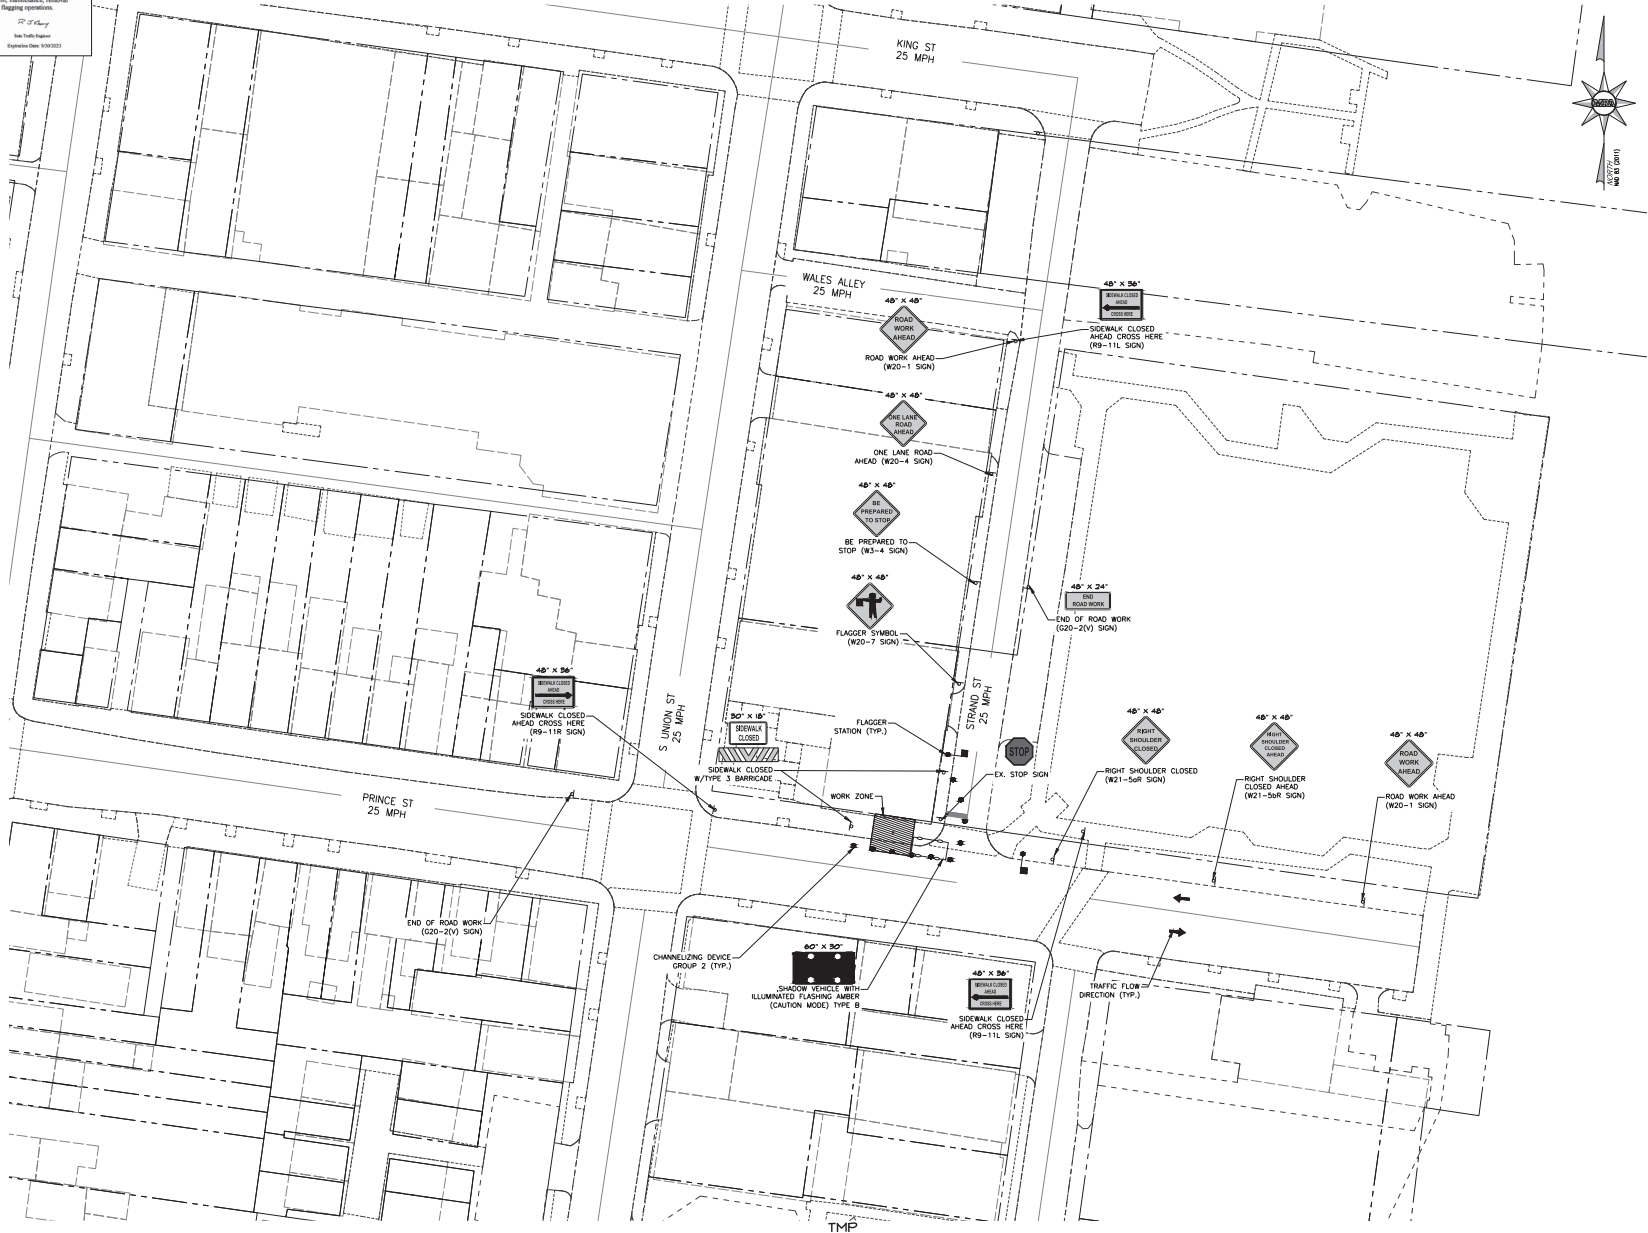 flagging operations.
State Traffic Engineer
Expiration Date: 9/30/2023
KING ST
25 MPH
NORTH
NAD 83 (2011)
WALES ALLEY
25 MPH
48" X 48"
ROAD
WORK
AHEAD
ROAD WORK AHEAD
(W20-1 SIGN)
48" X 36"
SIDEWALK CLOSED
AHEAD
CROSS HERE
SIDEWALK CLOSED
AHEAD CROSS HERE
(R9-11L SIGN)
48" X 48"
ONE LANE
ROAD
AHEAD
ONE LANE ROAD
AHEAD (W20-4 SIGN)
48" X 48"
BE
PREPARED
TO STOP
BE PREPARED TO
STOP (W3-4 SIGN)
48" X 48"
FLAGGER SYMBOL
(W20-7 SIGN)
48" X 24"
END
ROAD WORK
END OF ROAD WORK
(G20-2(V) SIGN)
48" X 36"
SIDEWALK CLOSED
AHEAD
CROSS HERE
SIDEWALK CLOSED
AHEAD CROSS HERE
(R9-11R SIGN)
S UNION ST
25 MPH
30" X 18"
SIDEWALK
CLOSED
SIDEWALK CLOSED
W/TYPE 3 BARRICADE
FLAGGER
STATION (TYP.)
STRAND ST
25 MPH
STOP
EX. STOP SIGN
48" X 48"
RIGHT
SHOULDER
CLOSED
RIGHT SHOULDER CLOSED
(W21-5aR SIGN)
48" X 48"
RIGHT
SHOULDER
CLOSED
AHEAD
RIGHT SHOULDER
CLOSED AHEAD
(W21-5bR SIGN)
48" X 48"
ROAD
WORK
AHEAD
ROAD WORK AHEAD
(W20-1 SIGN)
PRINCE ST
25 MPH
WORK ZONE
END OF ROAD WORK
(G20-2(V) SIGN)
CHANNELIZING DEVICE
GROUP 2 (TYP.)
60" X 30"
SHADOW VEHICLE WITH
ILLUMINATED FLASHING AMBER
(CAUTION MODE) TYPE B
48" X 36"
SIDEWALK CLOSED
AHEAD
CROSS HERE
SIDEWALK CLOSED
AHEAD CROSS HERE
(R9-11L SIGN)
TRAFFIC FLOW
DIRECTION (TYP.)
TMP